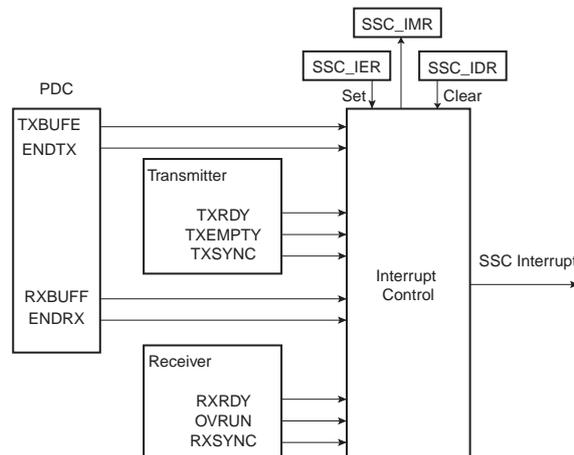 SSC_IMR
SSC_IER
SSC_IDR
Set
Clear
PDC
TXBUFE
ENDTX
Transmitter
TXRDY
TXEMPTY
TXSYNC
RXBUFF
ENDRX
Interrupt
Control
SSC Interrupt
Receiver
RXRDY
OVRUN
RXSYNC